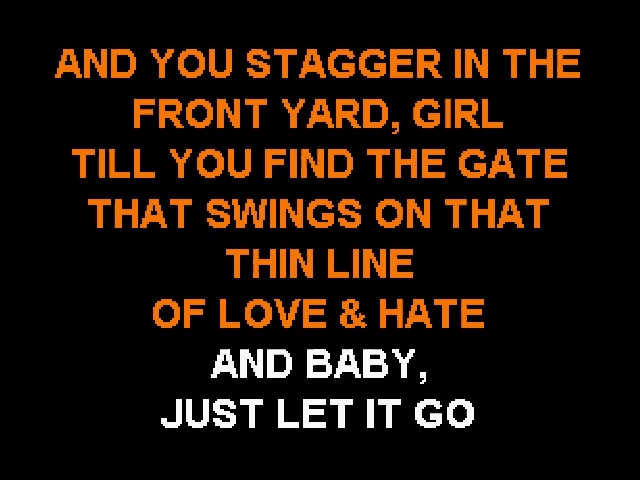 AND YOU STAGGER IN THE
FRONT YARD, GIRL
TILL YOU FIND THE GATE
THAT SWINGS ON THAT
THIN LINE
OF LOVE & HATE
AND BABY,
JUST LET IT GO